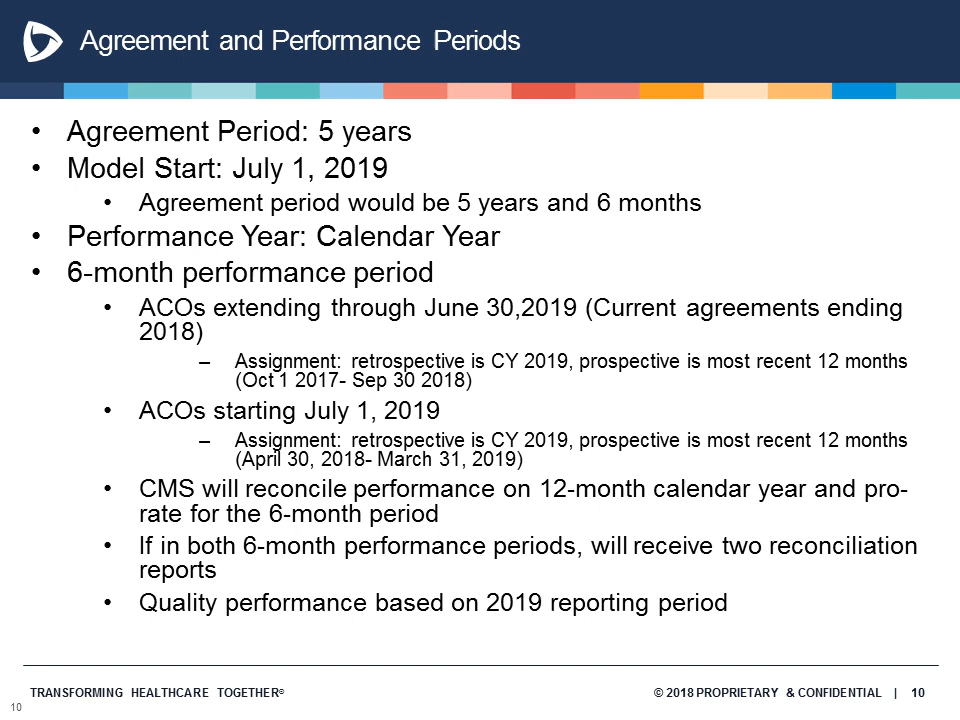 Agreement and Performance Periods
• Agreement Period: 5 years
• Model Start: July 1, 2019
• Agreement period would be 5 years and 6 months
• Performance Year: Calendar Year
• 6-month performance period
• ACOs extending through June 30,2019 (Current agreements ending
2018)
– Assignment: retrospective is CY 2019, prospective is most recent 12 months
(Oct 1 2017- Sep 30 2018)
• ACOs starting July 1, 2019
– Assignment: retrospective is CY 2019, prospective is most recent 12 months
(April 30, 2018- March 31, 2019)
• CMS will reconcile performance on 12-month calendar year and pro-
rate for the 6-month period
• If in both 6-month performance periods, will receive two reconciliation
reports
• Quality performance based on 2019 reporting period
TRANSFORMING HEALTHCARE TOGETHER® © 2018 PROPRIETARY & CONFIDENTIAL | 10
10